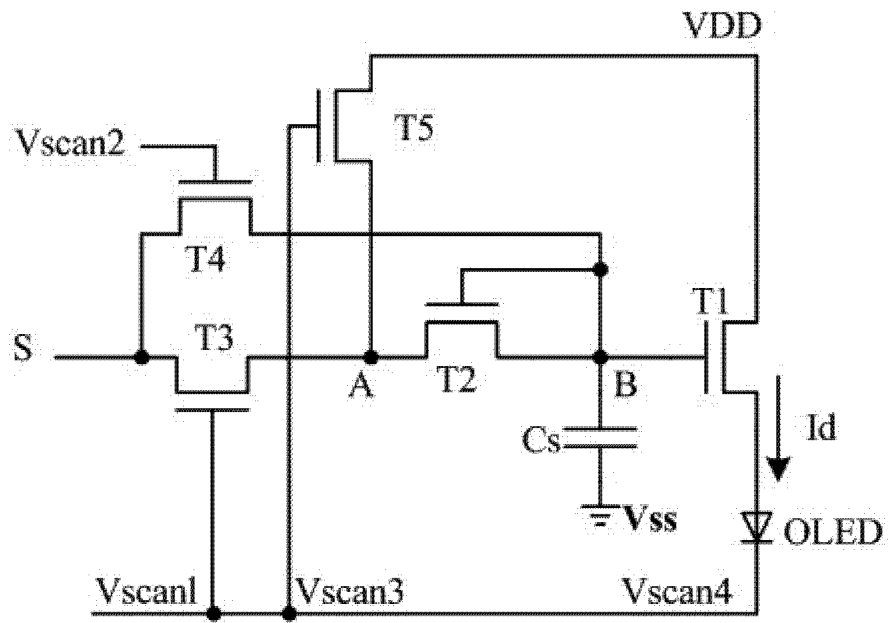 VDD
T5
Vscan2
T4
T1
S
T3
A
T2
B
Id
Cs
Vss
OLED
Vscan1
Vscan3
Vscan4